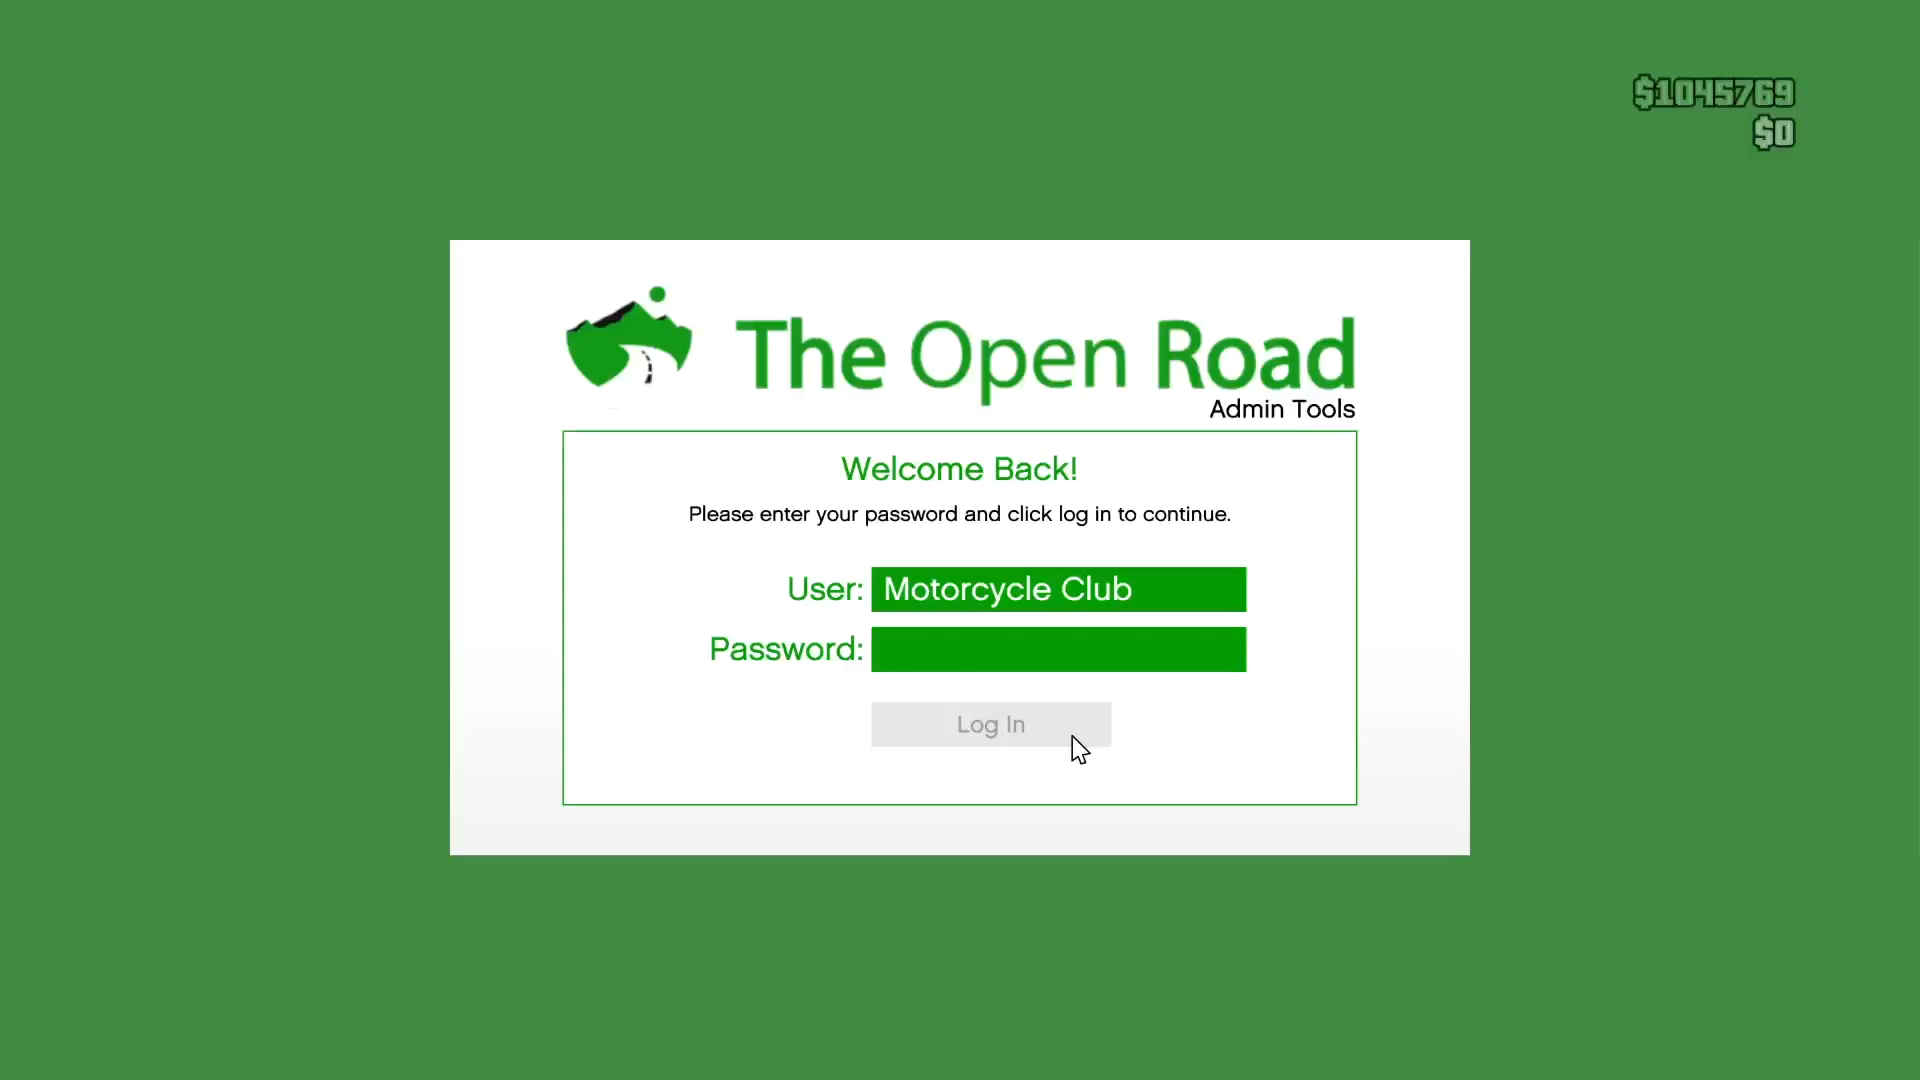 $1045769
$0
The Open Road
Admin Tools
Welcome Back!
Please enter your password and click log in to continue.
User: Motorcycle Club
Password:
Log In